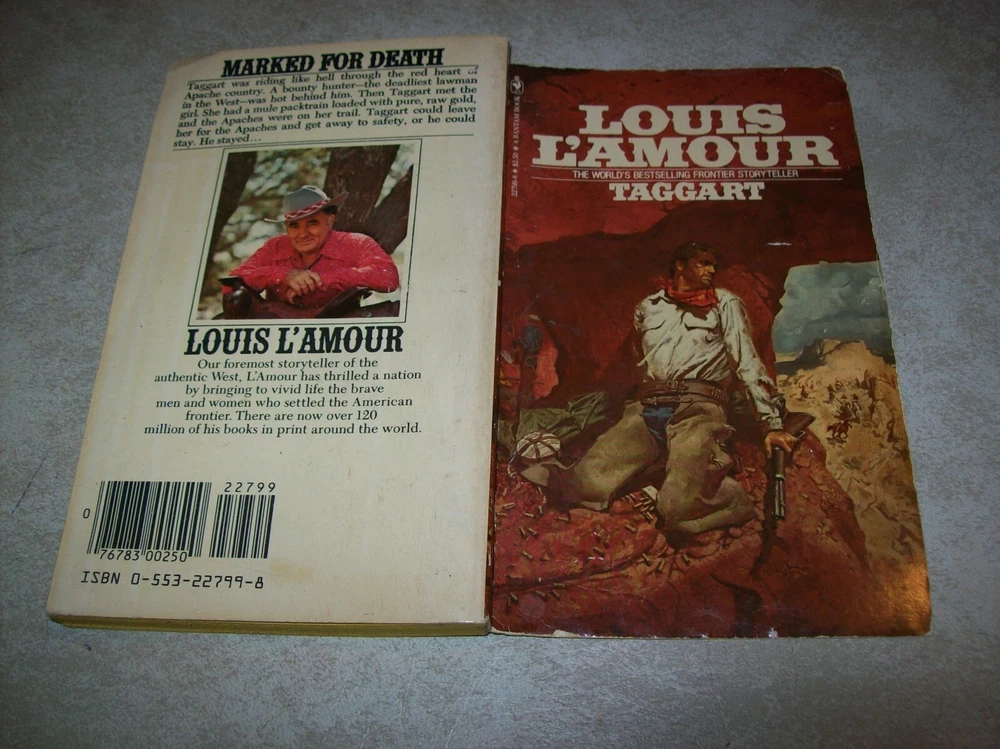 MARKED FOR DEATH
Taggart was riding like hell through the red heart of
Apache country. A bounty hunter—the deadliest lawman
in the West—was hot behind him. Then Taggart met the
girl. She had a mule packtrain loaded with pure, raw gold,
and the Apaches were on her trail. Taggart could leave
her for the Apaches and get away to safety, or he could
stay. He stayed...
LOUIS L'AMOUR
Our foremost storyteller of the
authentic West, L'Amour has thrilled a nation
by bringing to vivid life the brave
men and women who settled the American
frontier. There are now over 120
million of his books in print around the world.
22799
0
76783 00250
ISBN 0-553-22799-8
22799-8 ★ $2.50 ★ A BANTAM BOOK
LOUIS
L'AMOUR
THE WORLD'S BESTSELLING FRONTIER STORYTELLER
TAGGART